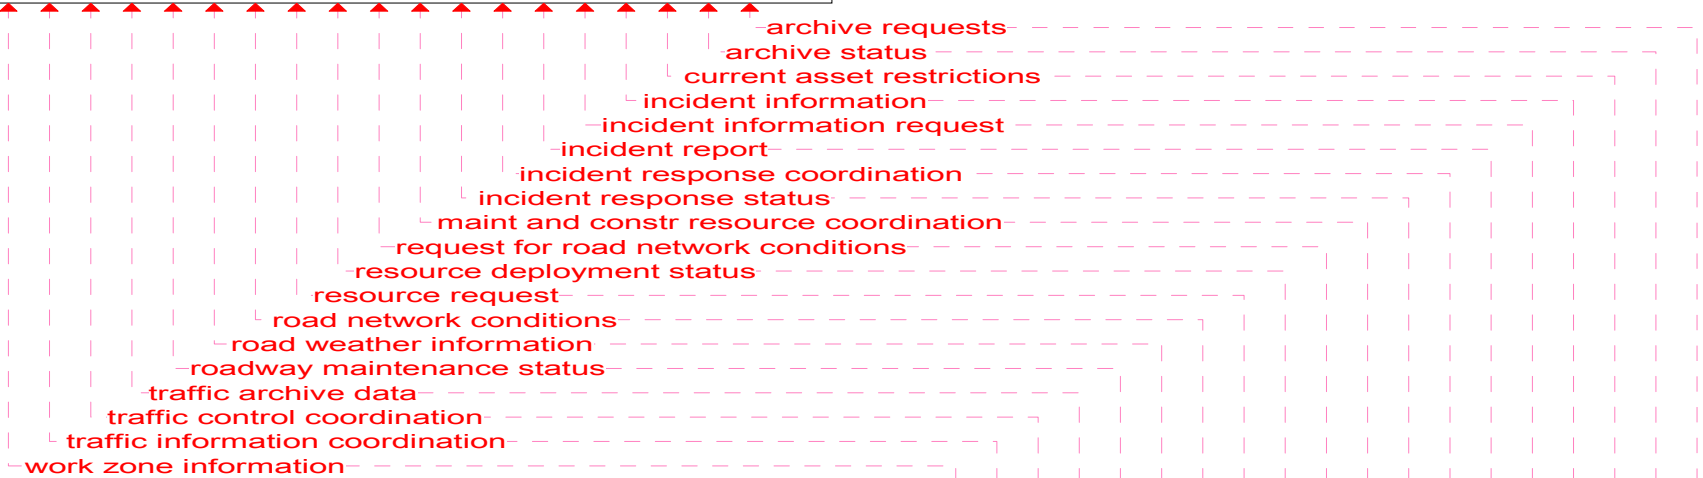 archive requests
archive status
current asset restrictions
incident information
incident information request
incident report
incident response coordination
incident response status
maint and constr resource coordination
request for road network conditions
resource deployment status
resource request
road network conditions
road weather information
roadway maintenance status
traffic archive data
traffic control coordination
traffic information coordination
work zone information